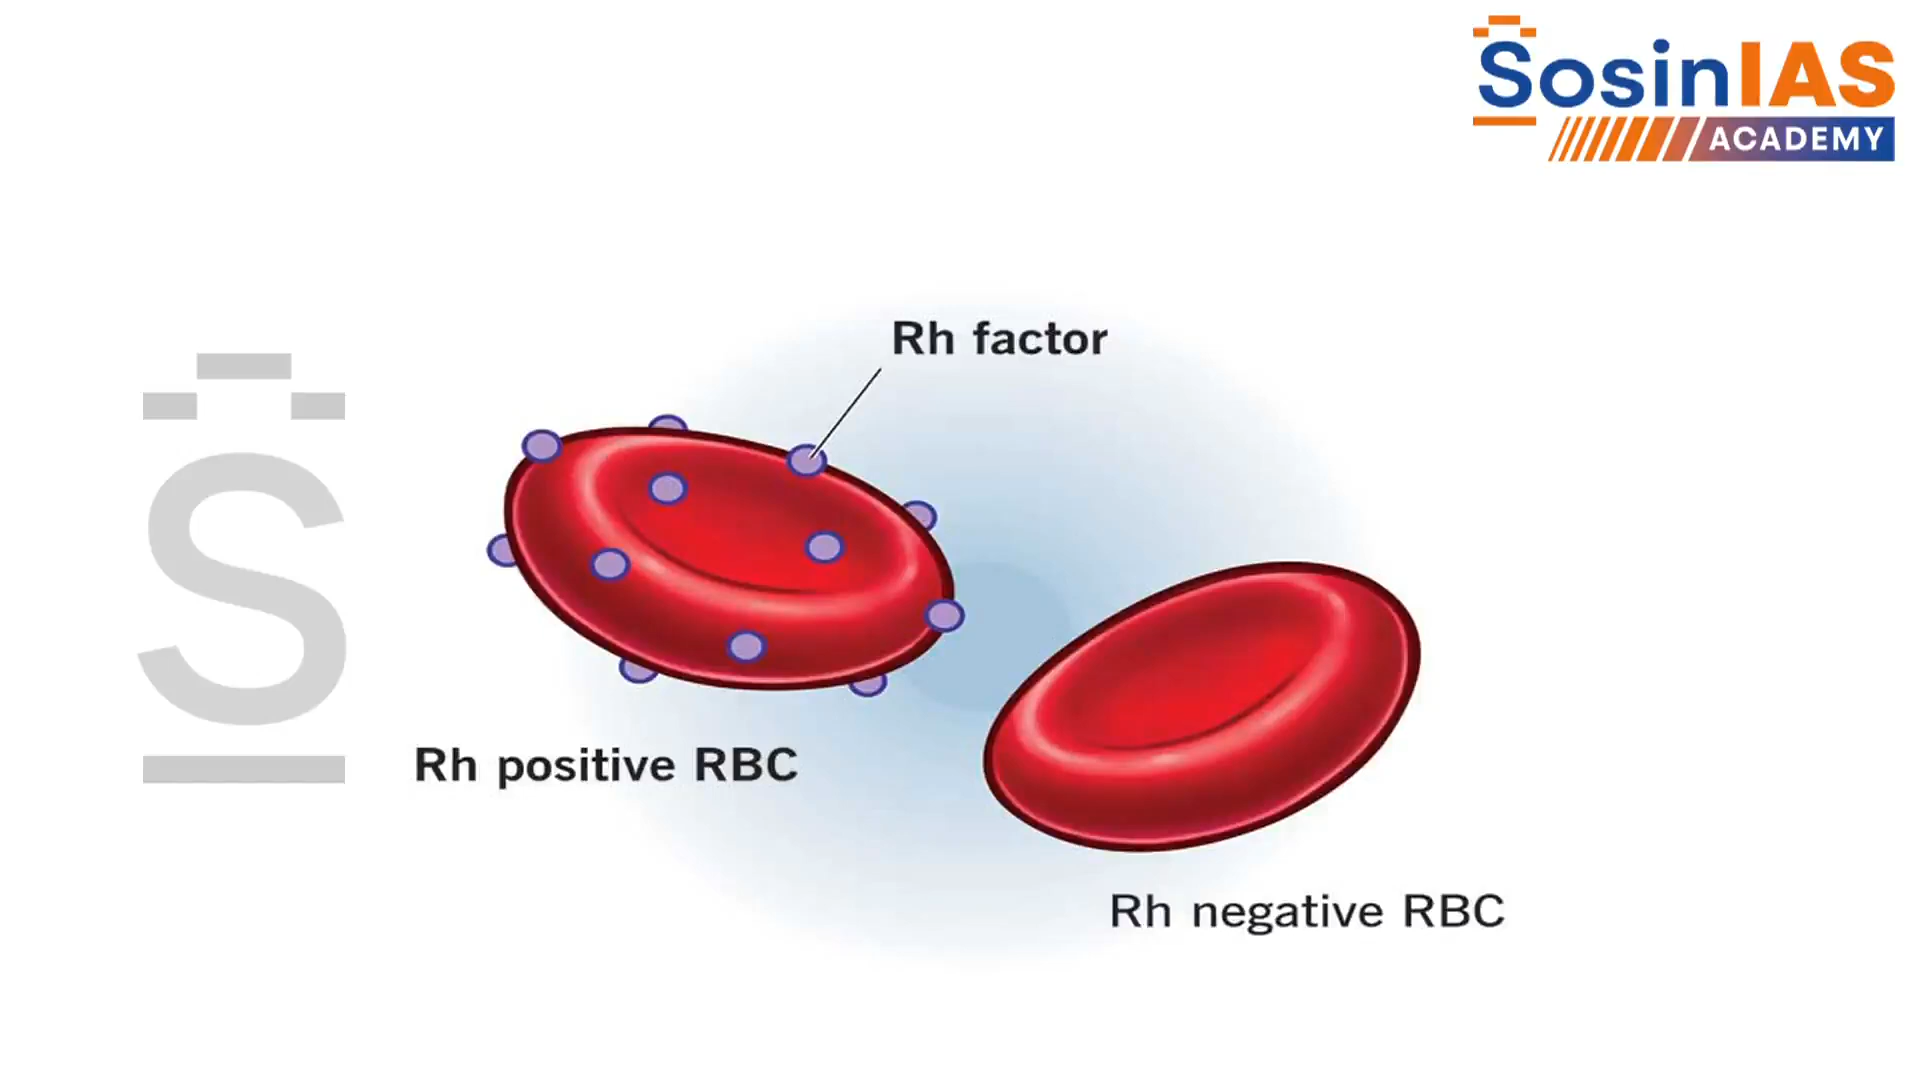 SosinIAS
ACADEMY
Rh factor
S
Rh positive RBC
Rh negative RBC